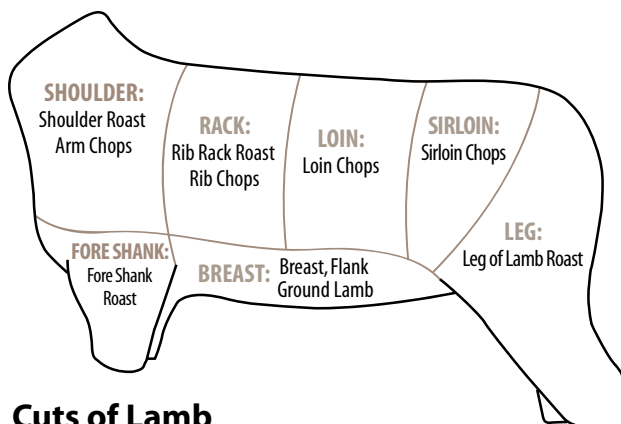 SHOULDER:
Shoulder Roast
Arm Chops
RACK:
Rib Rack Roast
Rib Chops
LOIN:
Loin Chops
SIRLOIN:
Sirloin Chops
LEG:
Leg of Lamb Roast
FORE SHANK:
Fore Shank
Roast
BREAST: Breast, Flank
Ground Lamb
Cuts of Lamb